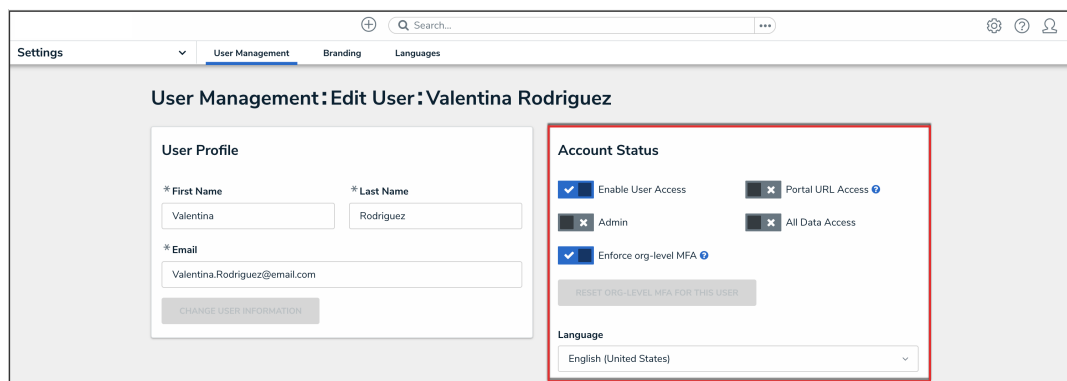 Search...
Settings
User Management
Branding
Languages
User Management: Edit User: Valentina Rodriguez
User Profile
*First Name
*Last Name
Valentina
Rodriguez
*Email
Valentina.Rodriguez@email.com
CHANGE USER INFORMATION
Account Status
Enable User Access
Portal URL Access
Admin
All Data Access
Enforce org-level MFA
RESET ORG-LEVEL MFA FOR THIS USER
Language
English (United States)